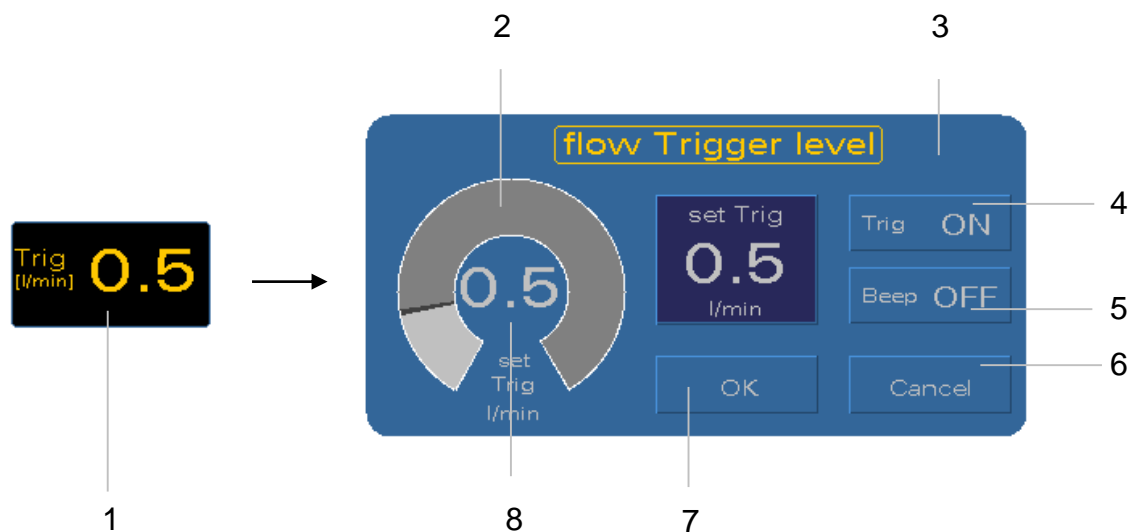 2
3
flow Trigger level
Trig
[l/min]
0.5
0.5
set
Trig
l/min
set Trig
0.5
l/min
Trig ON
4
Beep OFF
5
OK
Cancel
6
1
8
7